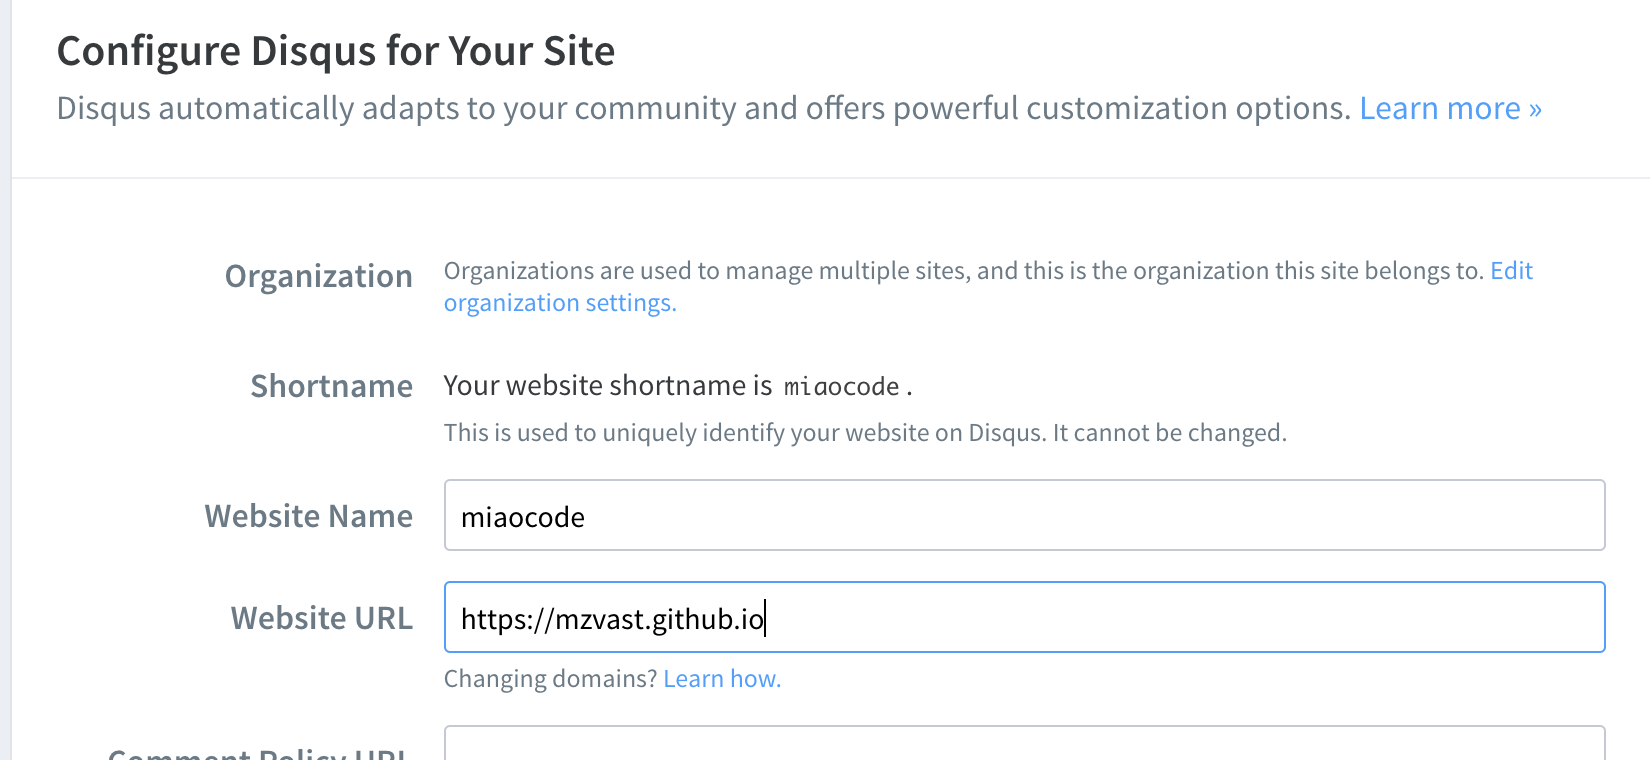 Configure Disqus for Your Site
Disqus automatically adapts to your community and offers powerful customization options. Learn more »
Organization
Organizations are used to manage multiple sites, and this is the organization this site belongs to. Edit
organization settings.
Shortname
Your website shortname is miaocode.
This is used to uniquely identify your website on Disqus. It cannot be changed.
Website Name
miaocode
Website URL
https://mzvast.github.io
Changing domains? Learn how.
Comment Policy URL